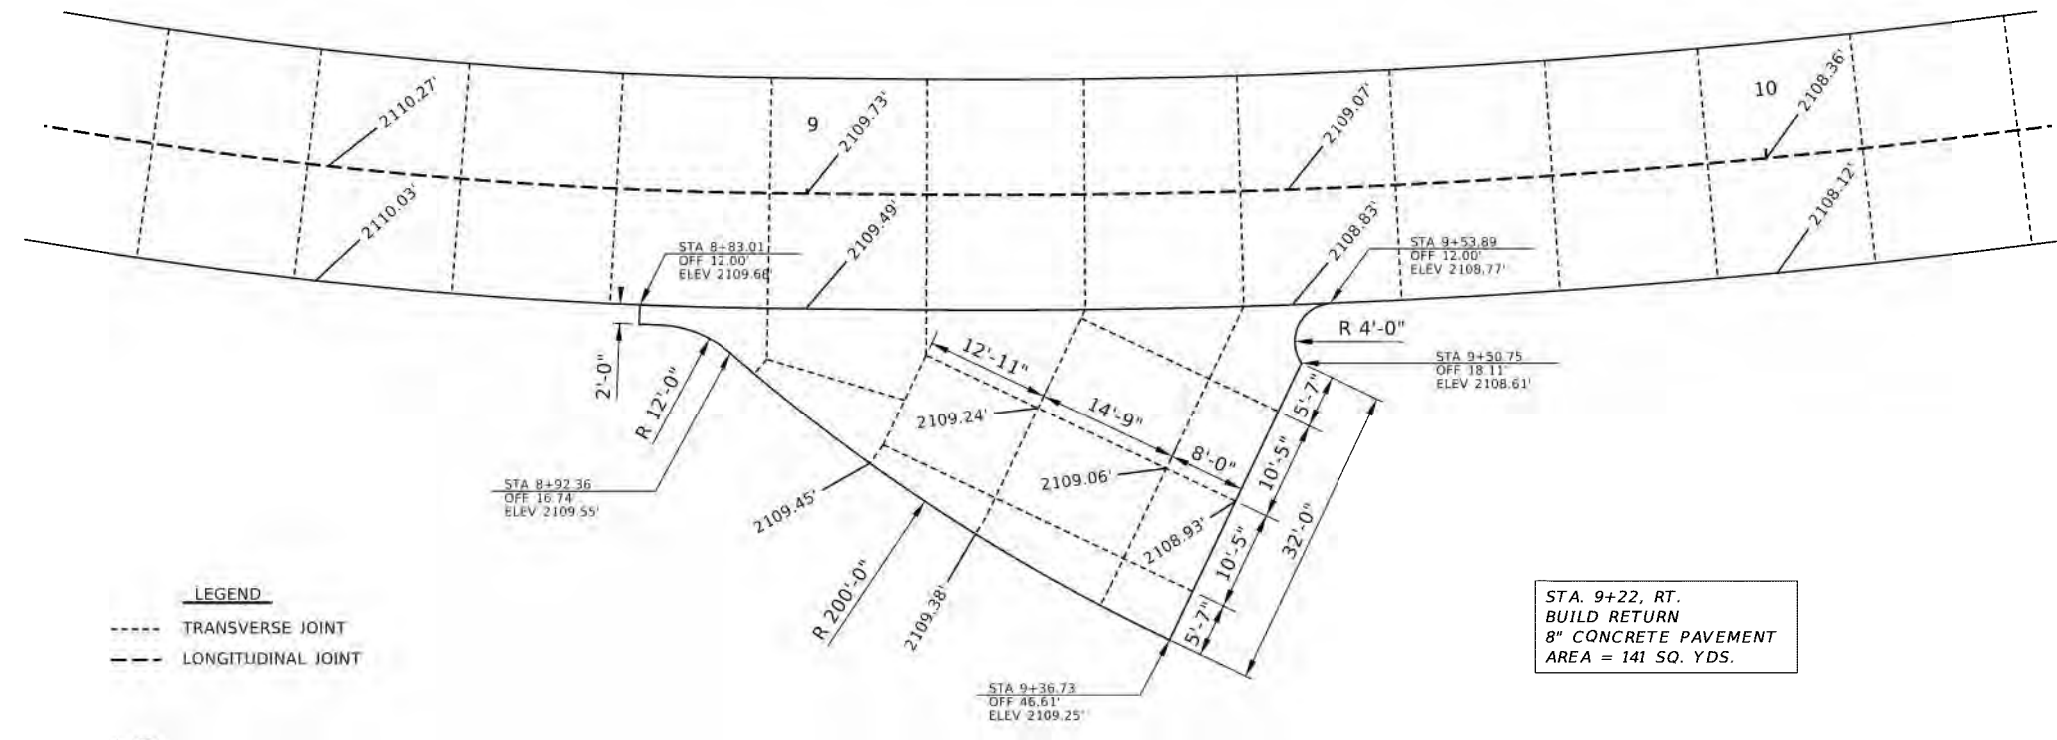 2110.27'
9
2109.73'
2109.07'
10
2108.36'
2110.03'
2109.49'
2108.83'
2108.12'
STA 8+83.01
OFF 12.00'
ELEV 2109.68'
STA 9+53.89
OFF 12.00'
ELEV 2108.77'
2'-0"
R 12'-0"
12'-11"
14'-9"
8'-0"
R 4'-0"
STA 9+50.75
OFF 18.11'
ELEV 2108.61'
5'-7"
10'-5"
32'-0"
10'-5"
5'-7"
2109.24'
2109.06'
2108.93'
STA 8+92.36
OFF 16.74'
ELEV 2109.55'
2109.45'
R 200'-0"
2109.38'
STA 9+36.73
OFF 46.61'
ELEV 2109.25'
LEGEND
TRANSVERSE JOINT
LONGITUDINAL JOINT
STA. 9+22, RT.
BUILD RETURN
8" CONCRETE PAVEMENT
AREA = 141 SQ. YDS.